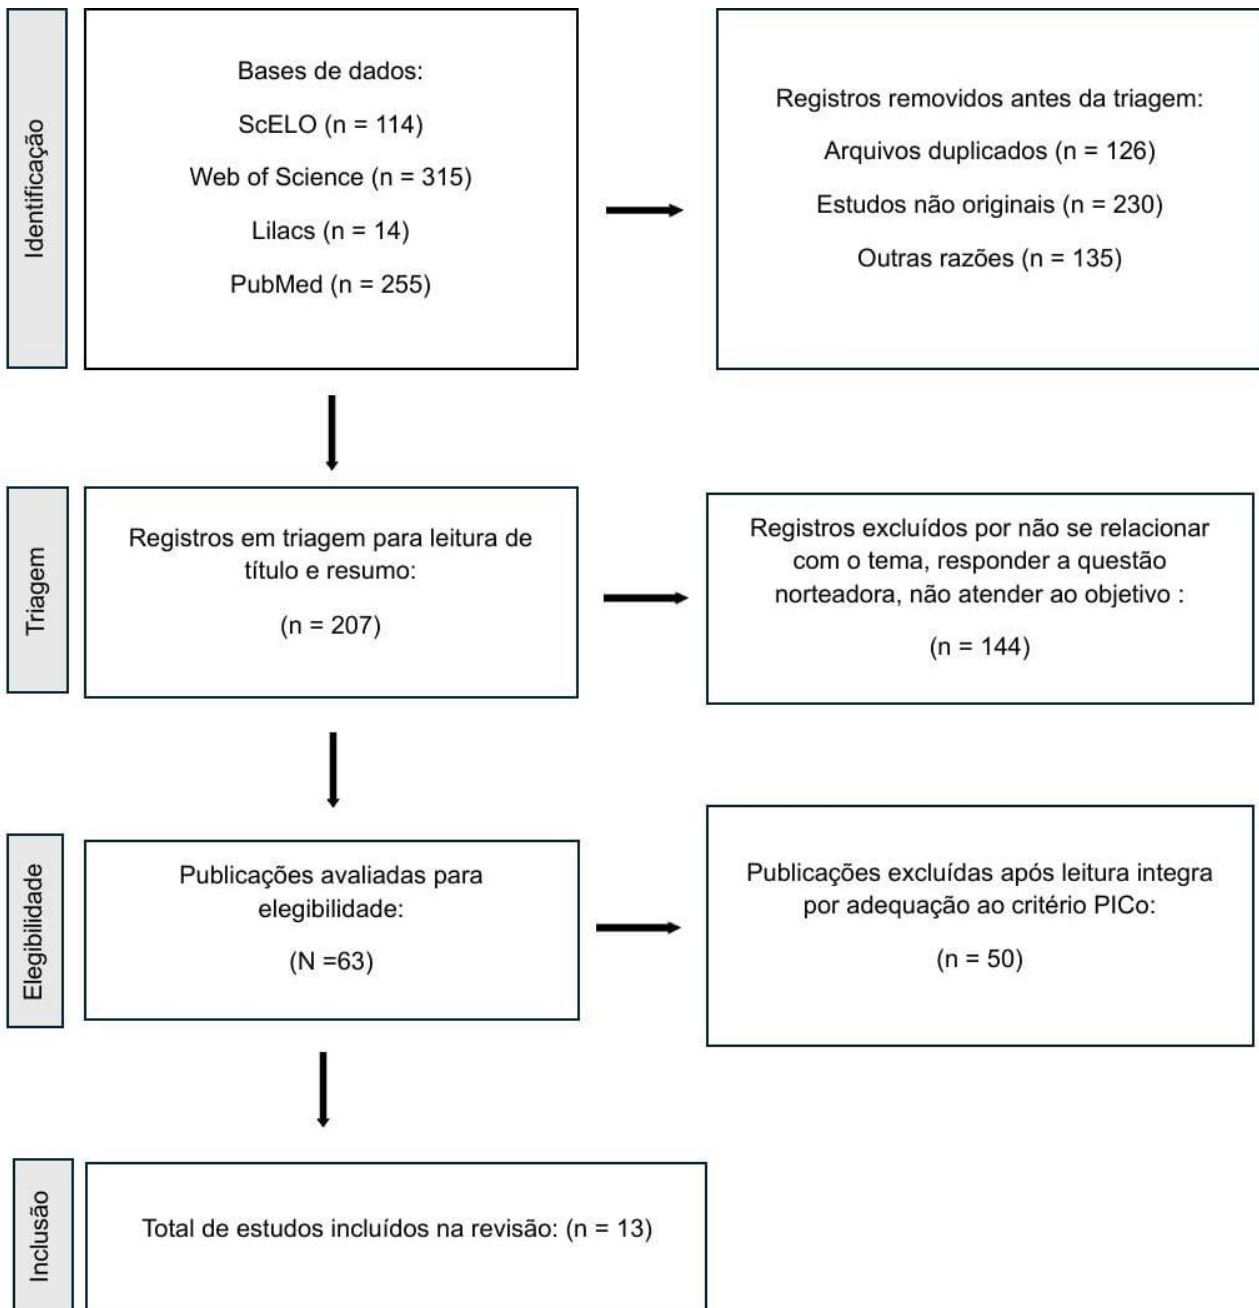 Identificação
Bases de dados:
ScELO (n = 114)
Web of Science (n = 315)
Lilacs (n = 14)
PubMed (n = 255)
Registros removidos antes da triagem:
Arquivos duplicados (n = 126)
Estudos não originais (n = 230)
Outras razões (n = 135)
Triagem
Registros em triagem para leitura de
título e resumo:
(n = 207)
Registros excluídos por não se relacionar
com o tema, responder a questão
norteadora, não atender ao objetivo :
(n = 144)
Elegibilidade
Publicações avaliadas para
elegibilidade:
(N =63)
Publicações excluídas após leitura integra
por adequação ao critério PICo:
(n = 50)
Inclusão
Total de estudos incluídos na revisão: (n = 13)